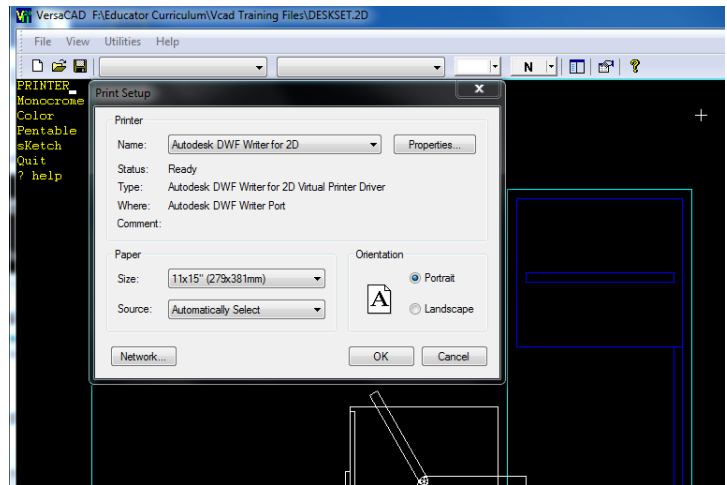 VersaCAD F:\Educator Curriculum\Vcad Training Files\DESKSET.2D
File View Utilities Help
N
PRINTER_
Monocrome
Color
Pentable
sKetch
Quit
? help
Print Setup
Printer
Name: Autodesk DWF Writer for 2D Properties...
Status: Ready
Type: Autodesk DWF Writer for 2D Virtual Printer Driver
Where: Autodesk DWF Writer Port
Comment:
Paper
Size: 11x15" (279x381mm)
Source: Automatically Select
Orientation
A
Portrait
Landscape
Network... OK Cancel